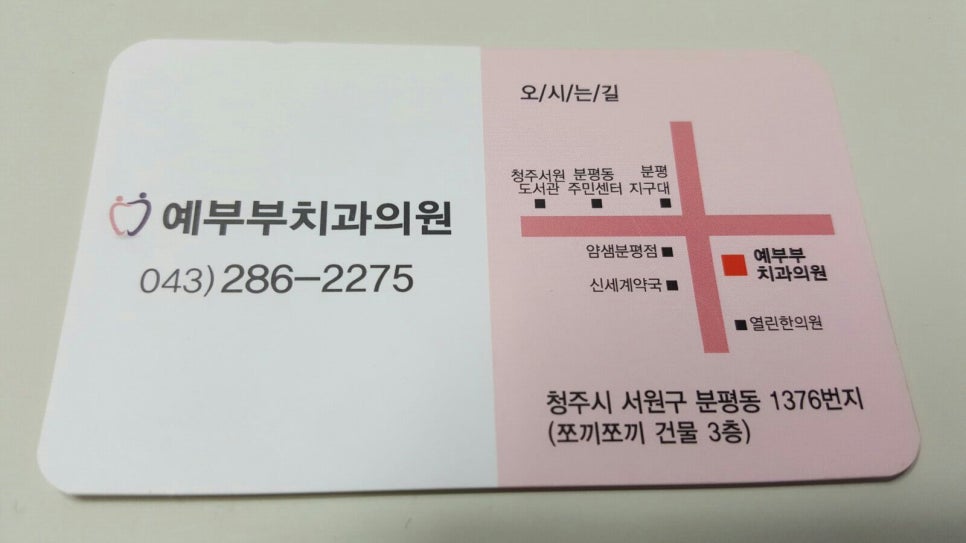 예부부치과의원
043) 286-2275
오/시/는/길
청주서원
도서관
분평동
주민센터
분평
지구대
얌샘분평점
신세계약국
예부부
치과의원
열린한의원
청주시 서원구 분평동 1376번지
(쪼끼쪼끼 건물 3층)